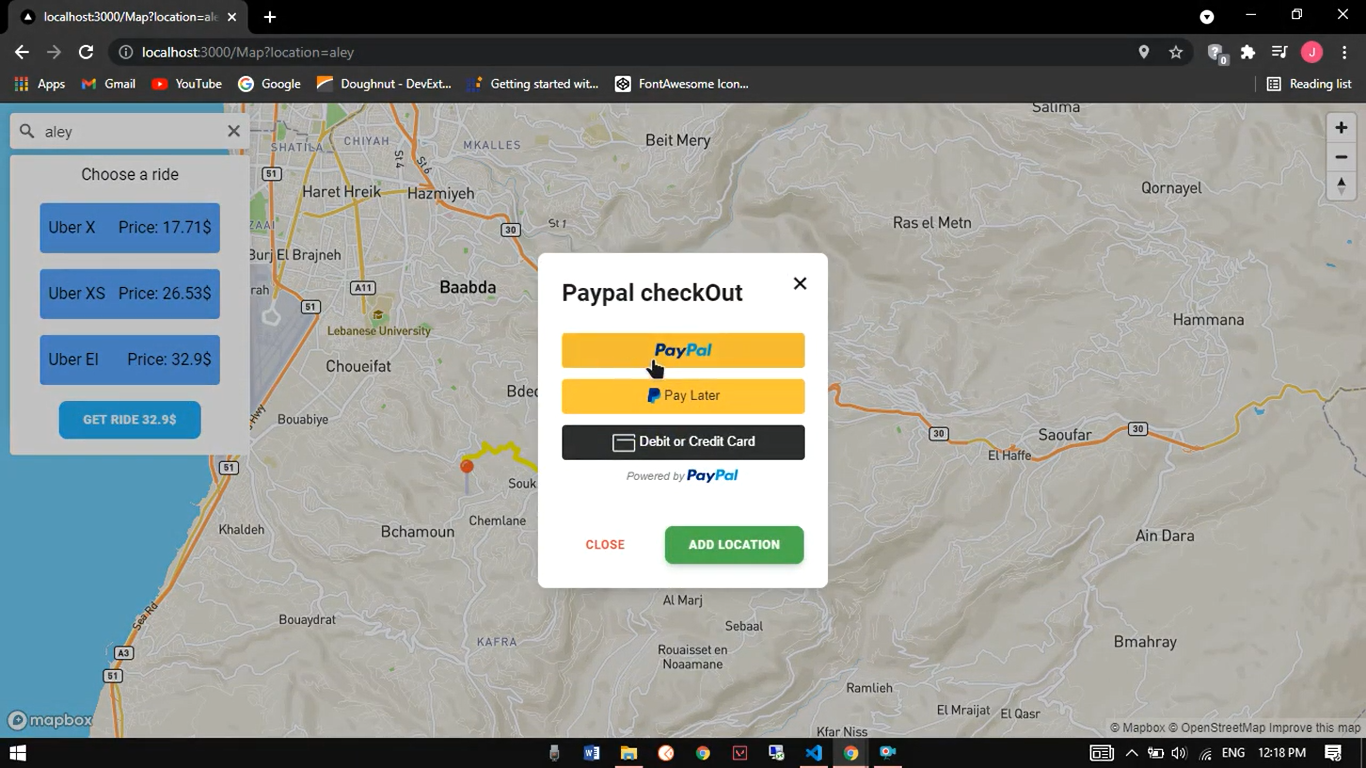 localhost:3000/Map?location=ale
localhost:3000/Map?location=aley
0
J
Apps
Gmail
YouTube
Google
Doughnut - DevExt...
Getting started wit...
FontAwesome Icon...
Reading list
aley
Choose a ride
Uber X Price: 17.71$
Uber XS Price: 26.53$
Uber El Price: 32.9$
GET RIDE 32.9$
SHATILA
CHIYAH
MKALLES
St 4
St 6
Beit Mery
Salima
51
Haret Hreik
Hazmiyeh
Qornayel
St 1
30
Ras el Metn
Burj El Brajneh
A11
Baabda
51
Lebanese University
Hammana
Choueifat
Bouabiye
Hwy
51
Souk
Chemlane
Bchamoun
Khaldeh
30
Saoufar
30
El Haffe
Ain Dara
Sea Rd
Bouaydrat
KAFRA
Al Marj
Sebaal
Rouaisset en
Noaamane
Bmahray
A3
51
Ramlieh
El Mraijat
El Qasr
Kfar Niss
Paypal checkOut
PayPal
Pay Later
Debit or Credit Card
Powered by PayPal
CLOSE
ADD LOCATION
mapbox
© Mapbox © OpenStreetMap Improve this map
ENG
12:18 PM